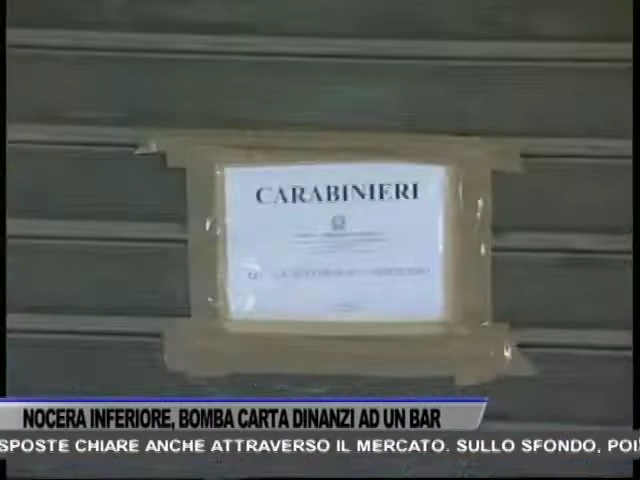 CARABINIERI
NOCERA INFERIORE, BOMBA CARTA DINANZI AD UN BAR
SPOSTE CHIARE ANCHE ATTRAVERSO IL MERCATO. SULLO SFONDO, POI